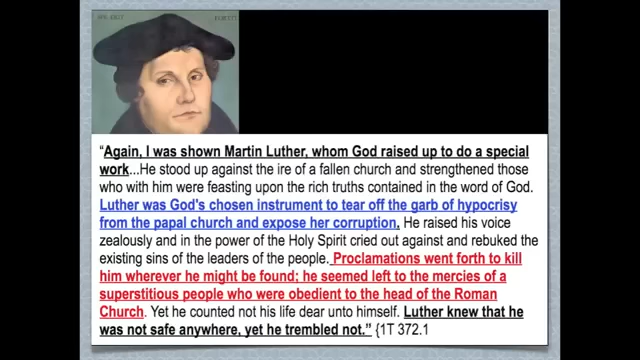 "Again, I was shown Martin Luther, whom God raised up to do a special
work...He stood up against the ire of a fallen church and strengthened those
who with him were feasting upon the rich truths contained in the word of God.
Luther was God's chosen instrument to tear off the garb of hypocrisy
from the papal church and expose her corruption, He raised his voice
zealously and in the power of the Holy Spirit cried out against and rebuked the
existing sins of the leaders of the people. Proclamations went forth to kill
him wherever he might be found; he seemed left to the mercies of a
superstitious people who were obedient to the head of the Roman
Church. Yet he counted not his life dear unto himself. Luther knew that he
was not safe anywhere, yet he trembled not." {1T 372.1